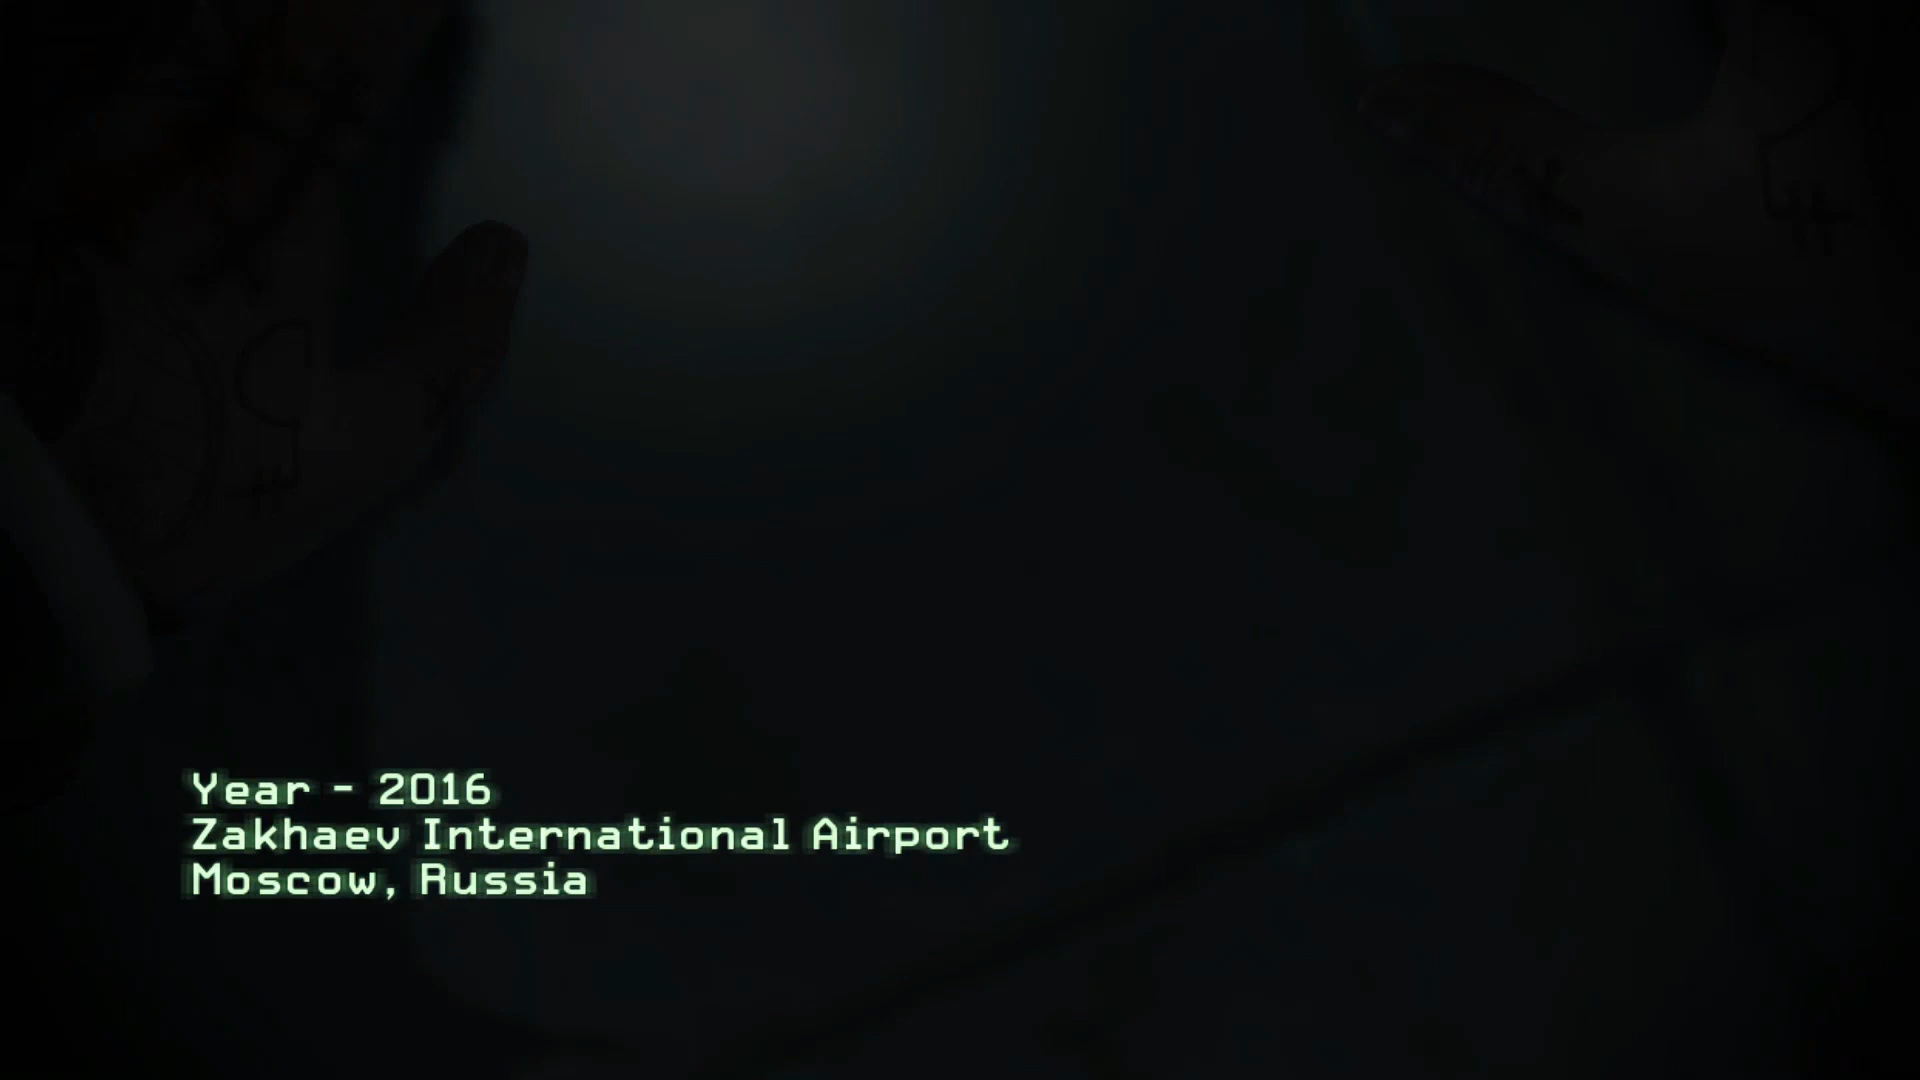 Year - 2016
Zakhaev International Airport
Moscow, Russia